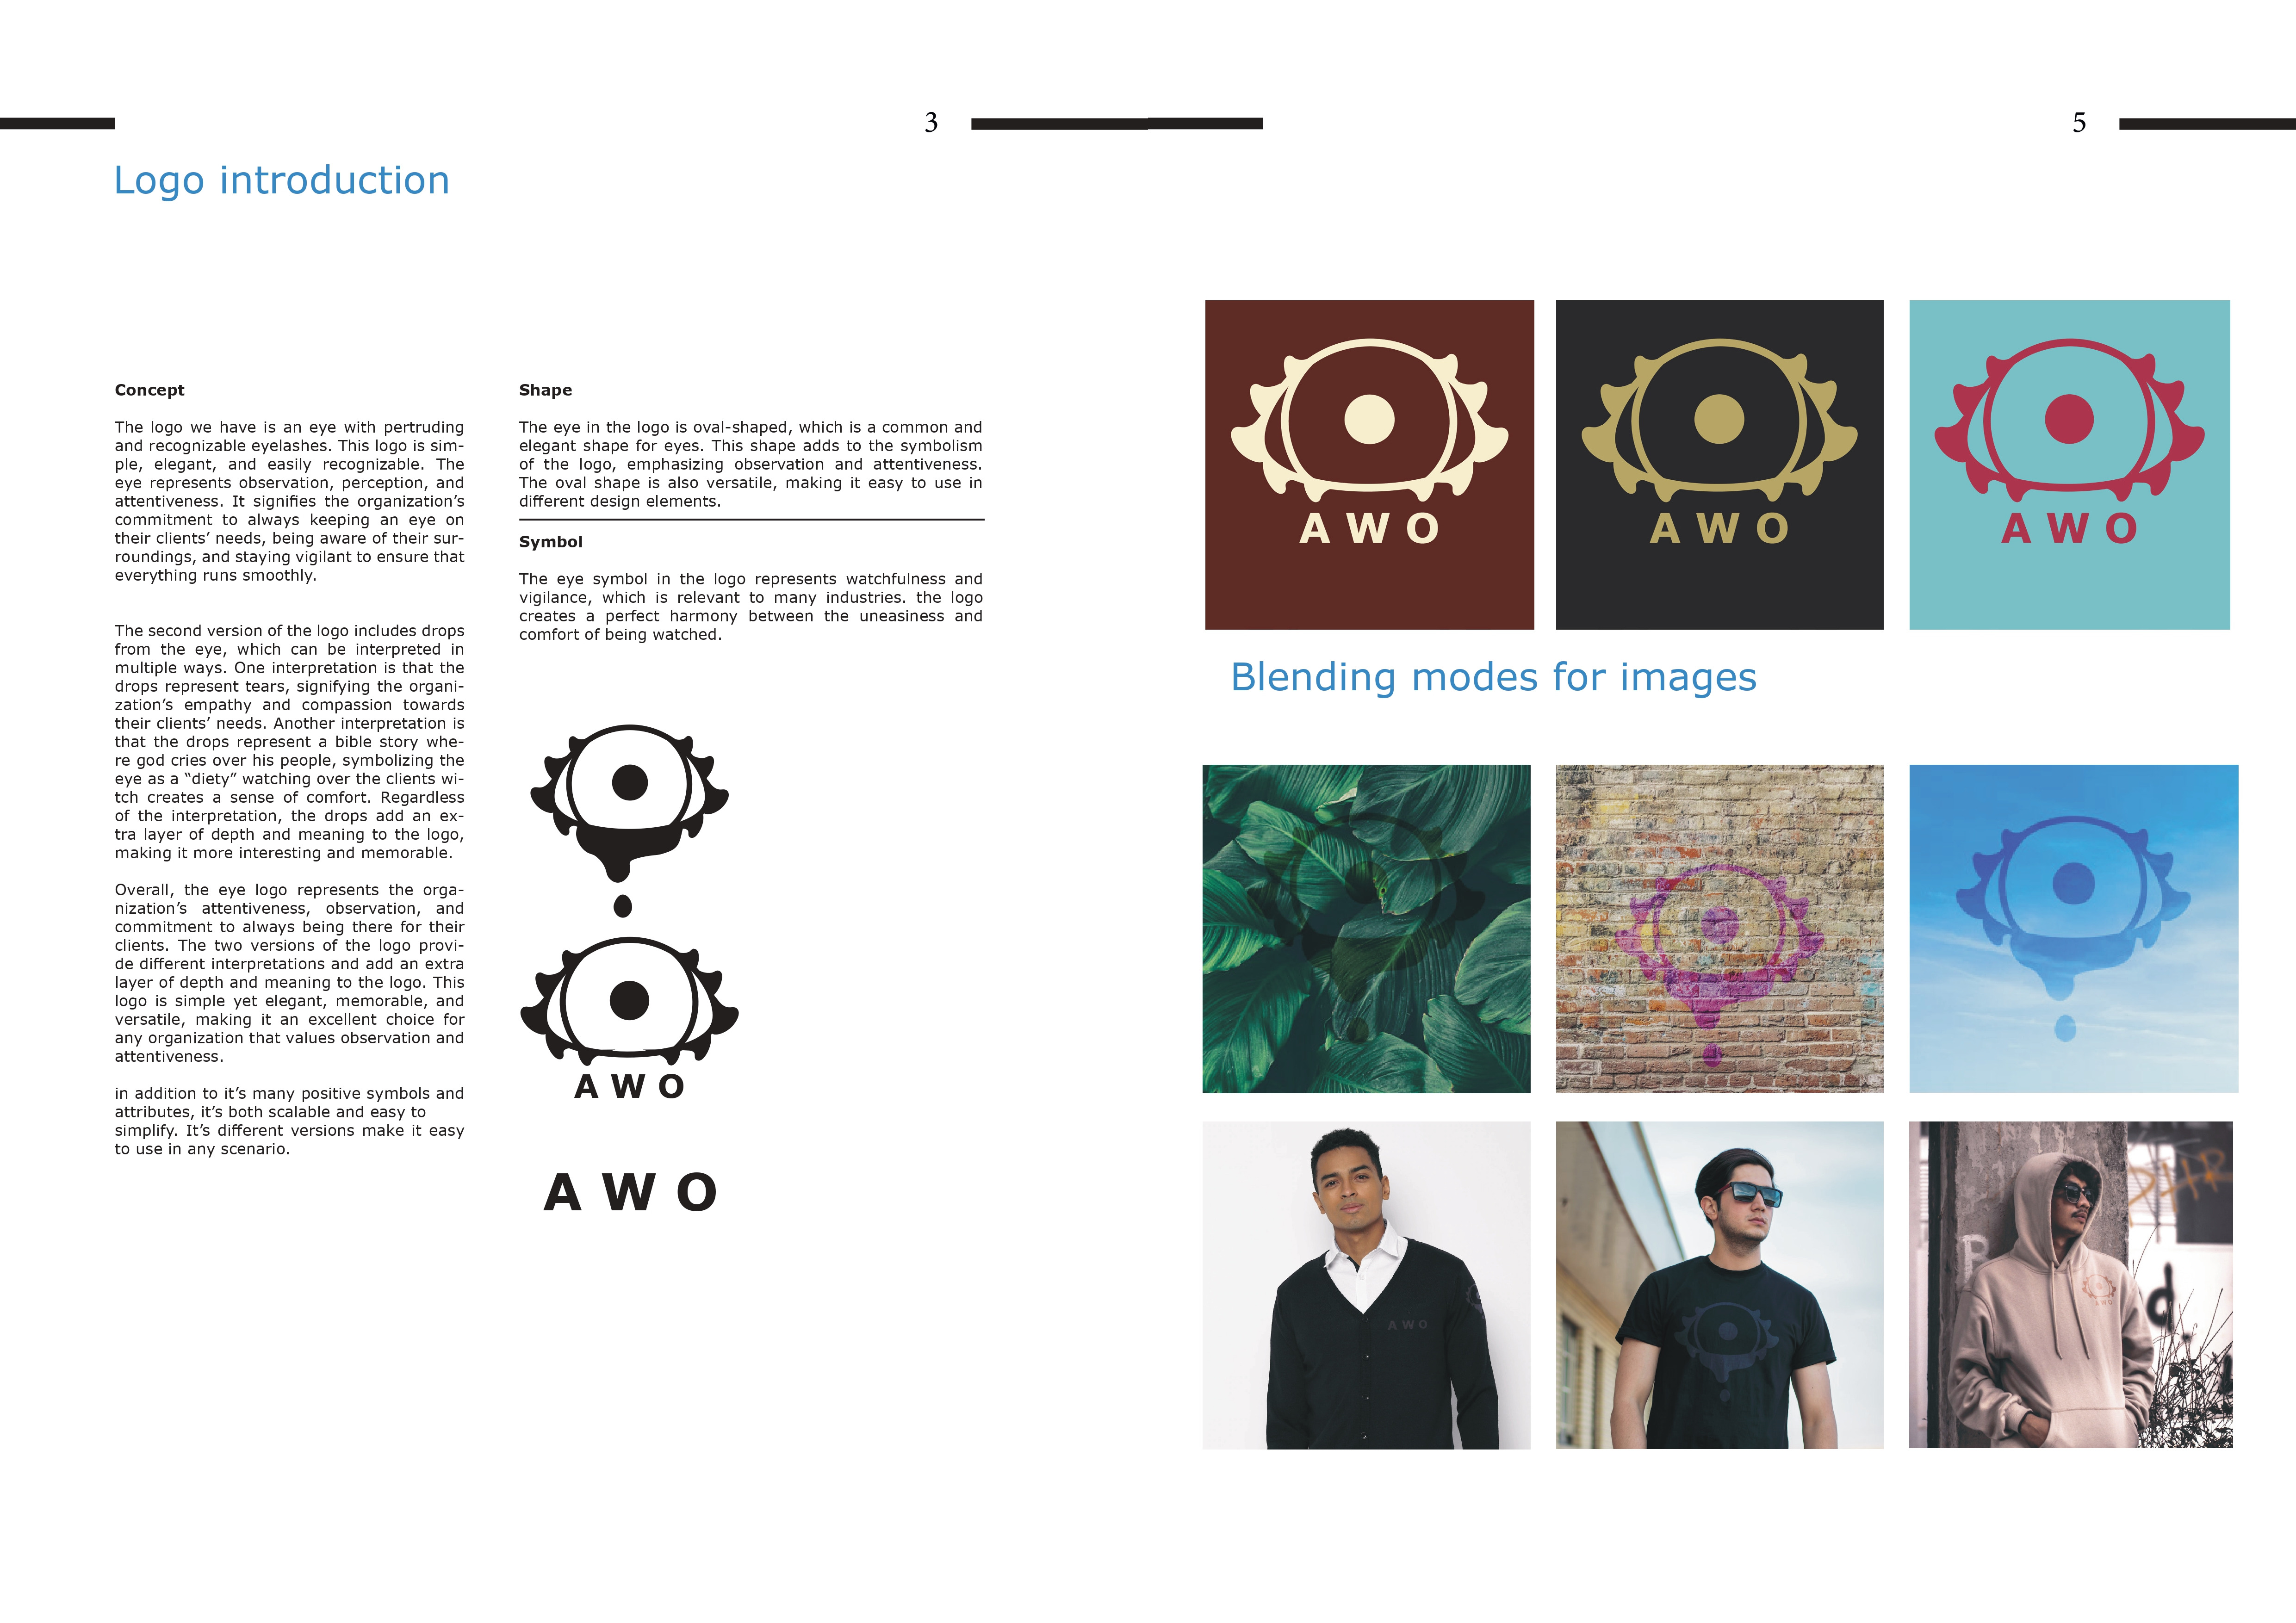 3
5
Logo introduction
Concept
The logo we have is an eye with pertruding
and recognizable eyelashes. This logo is sim-
ple, elegant, and easily recognizable. The
eye represents observation, perception, and
attentiveness. It signifies the organization’s
commitment to always keeping an eye on
their clients’ needs, being aware of their sur-
roundings, and staying vigilant to ensure that
everything runs smoothly.
The second version of the logo includes drops
from the eye, which can be interpreted in
multiple ways. One interpretation is that the
drops represent tears, signifying the organi-
zation’s empathy and compassion towards
their clients’ needs. Another interpretation is
that the drops represent a bible story whe-
re god cries over his people, symbolizing the
eye as a “diety” watching over the clients wi-
tch creates a sense of comfort. Regardless
of the interpretation, the drops add an ex-
tra layer of depth and meaning to the logo,
making it more interesting and memorable.
Overall, the eye logo represents the orga-
nization’s attentiveness, observation, and
commitment to always being there for their
clients. The two versions of the logo provi-
de different interpretations and add an extra
layer of depth and meaning to the logo. This
logo is simple yet elegant, memorable, and
versatile, making it an excellent choice for
any organization that values observation and
attentiveness.
in addition to it’s many positive symbols and
attributes, it’s both scalable and easy to
simplify. It’s different versions make it easy
to use in any scenario.
Shape
The eye in the logo is oval-shaped, which is a common and
elegant shape for eyes. This shape adds to the symbolism
of the logo, emphasizing observation and attentiveness.
The oval shape is also versatile, making it easy to use in
different design elements.
Symbol
The eye symbol in the logo represents watchfulness and
vigilance, which is relevant to many industries. the logo
creates a perfect harmony between the uneasiness and
comfort of being watched.
A W O
A W O
A W O
A W O
A W O
Blending modes for images
A W O
A W O